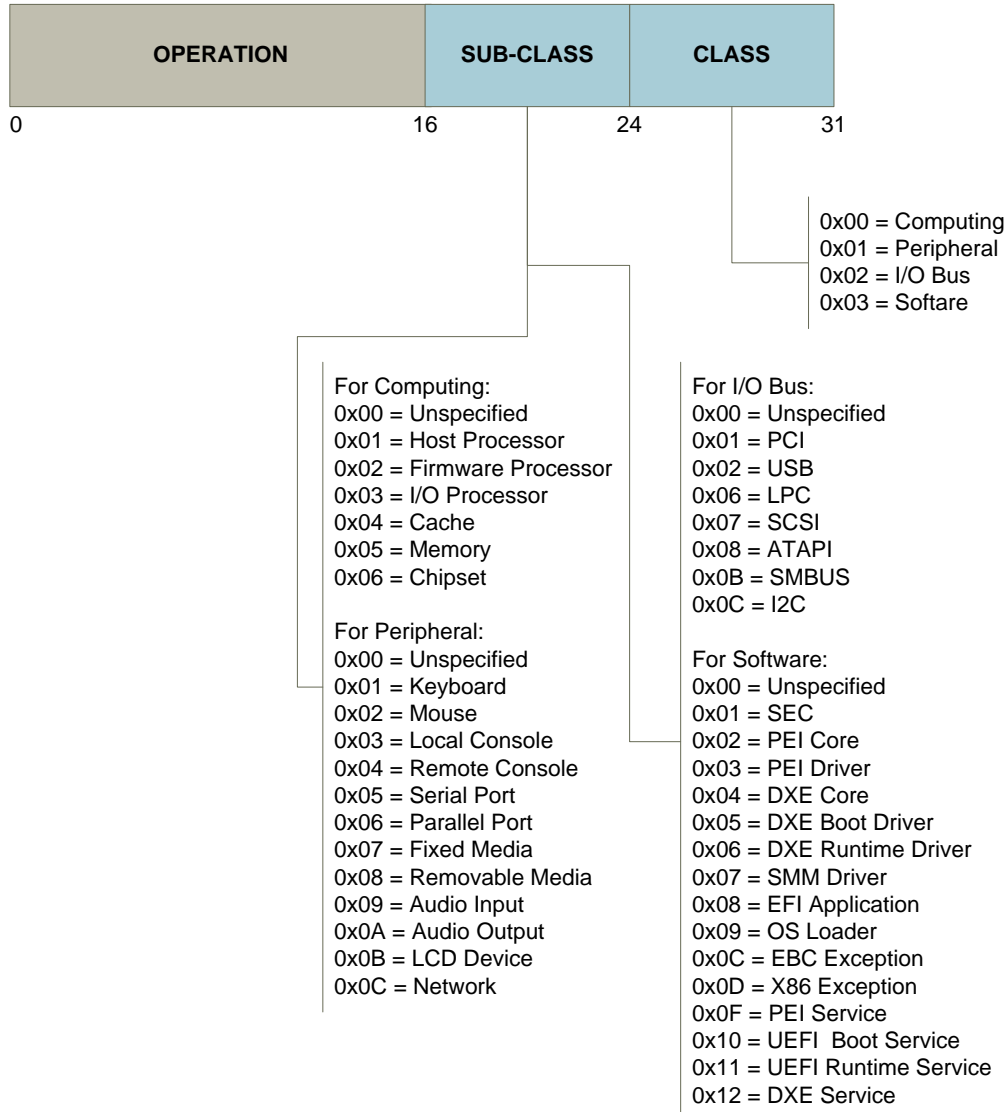 OPERATION
SUB-CLASS
CLASS
0
16
24
31
0x00 = Computing
0x01 = Peripheral
0x02 = I/O Bus
0x03 = Softare
For Computing:
0x00 = Unspecified
0x01 = Host Processor
0x02 = Firmware Processor
0x03 = I/O Processor
0x04 = Cache
0x05 = Memory
0x06 = Chipset
For Peripheral:
0x00 = Unspecified
0x01 = Keyboard
0x02 = Mouse
0x03 = Local Console
0x04 = Remote Console
0x05 = Serial Port
0x06 = Parallel Port
0x07 = Fixed Media
0x08 = Removable Media
0x09 = Audio Input
0x0A = Audio Output
0x0B = LCD Device
0x0C = Network
For I/O Bus:
0x00 = Unspecified
0x01 = PCI
0x02 = USB
0x06 = LPC
0x07 = SCSI
0x08 = ATAPI
0x0B = SMBUS
0x0C = I2C
For Software:
0x00 = Unspecified
0x01 = SEC
0x02 = PEI Core
0x03 = PEI Driver
0x04 = DXE Core
0x05 = DXE Boot Driver
0x06 = DXE Runtime Driver
0x07 = SMM Driver
0x08 = EFI Application
0x09 = OS Loader
0x0C = EBC Exception
0x0D = X86 Exception
0x0F = PEI Service
0x10 = UEFI  Boot Service
0x11 = UEFI Runtime Service
0x12 = DXE Service